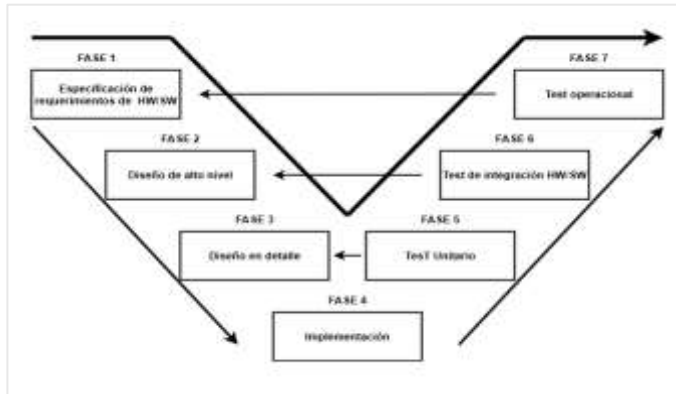 FASE 1
FASE 7
Especificación de
requerimientos de HW/SW
Test operacional
FASE 2
FASE 6
Diseño de alto nivel
Test de integración HW/SW
FASE 3
FASE 5
Diseño en detalle
TesT Unitario
FASE 4
Implementación